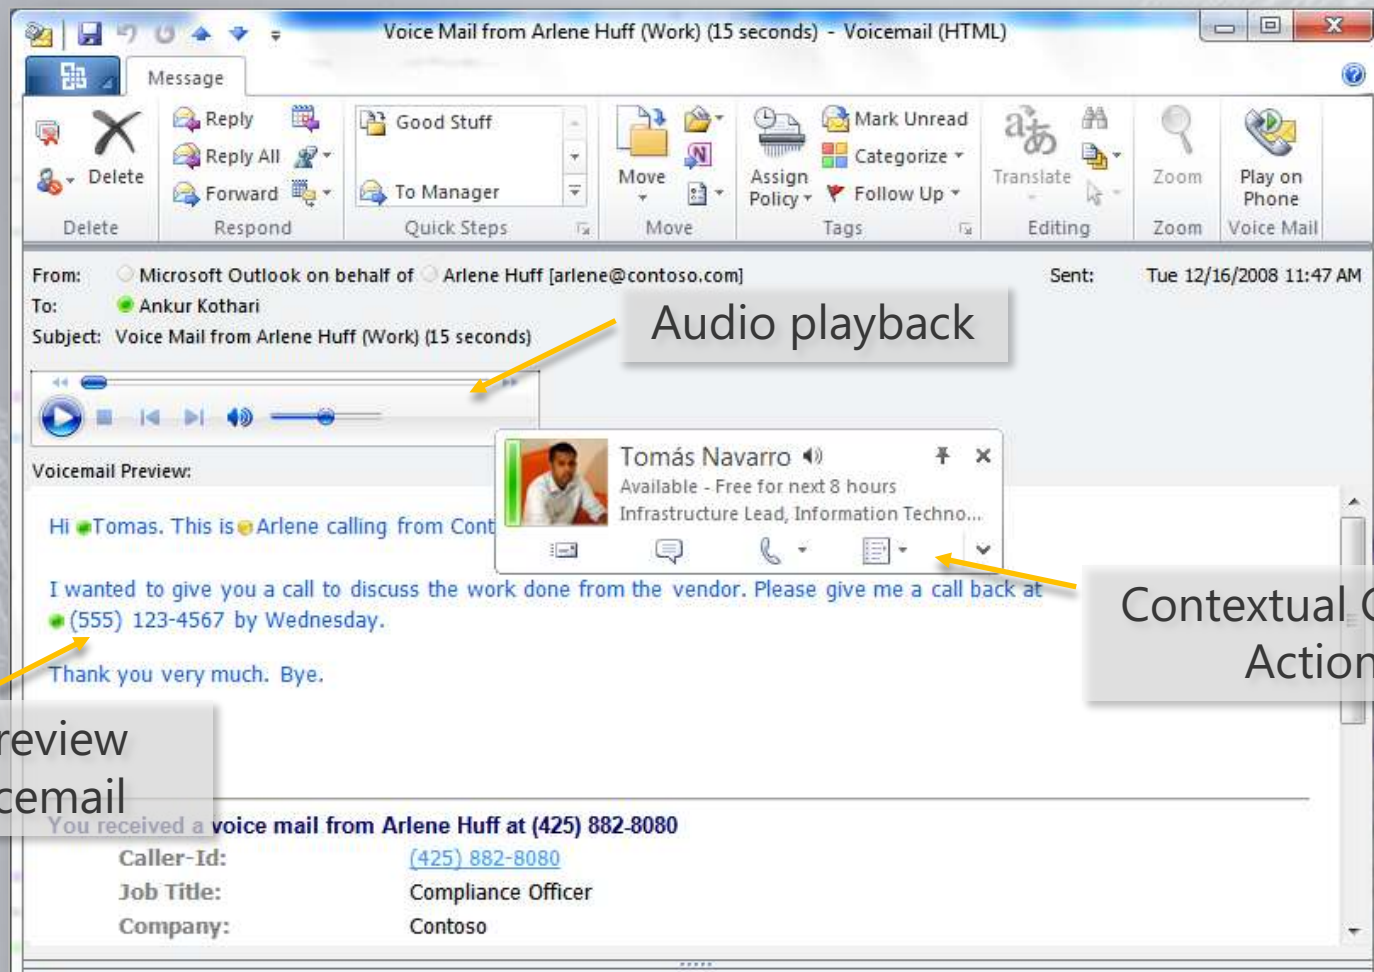 Voice Mail from Arlene Huff (Work) (15 seconds) - Voicemail (HTML)
Message
Delete
Reply
Reply All
Forward
Good Stuff
To Manager
Move
Assign Policy
Mark Unread
Categorize
Follow Up
Translate
Zoom
Play on Phone
Delete
Respond
Quick Steps
Move
Tags
Editing
Zoom
Voice Mail
From: Microsoft Outlook on behalf of Arlene Huff [arlene@contoso.com]
Sent: Tue 12/16/2008 11:47 AM
To: Ankur Kothari
Subject: Voice Mail from Arlene Huff (Work) (15 seconds)
Audio playback
Voicemail Preview:
Tomás Navarro
Available - Free for next 8 hours
Infrastructure Lead, Information Techno...
Hi Tomas. This is Arlene calling from Cont
I wanted to give you a call to discuss the work done from the vendor. Please give me a call back at
(555) 123-4567 by Wednesday.
Thank you very much. Bye.
Contextual
Action
review
cemail
You received a voice mail from Arlene Huff at (425) 882-8080
Caller-Id: (425) 882-8080
Job Title: Compliance Officer
Company: Contoso